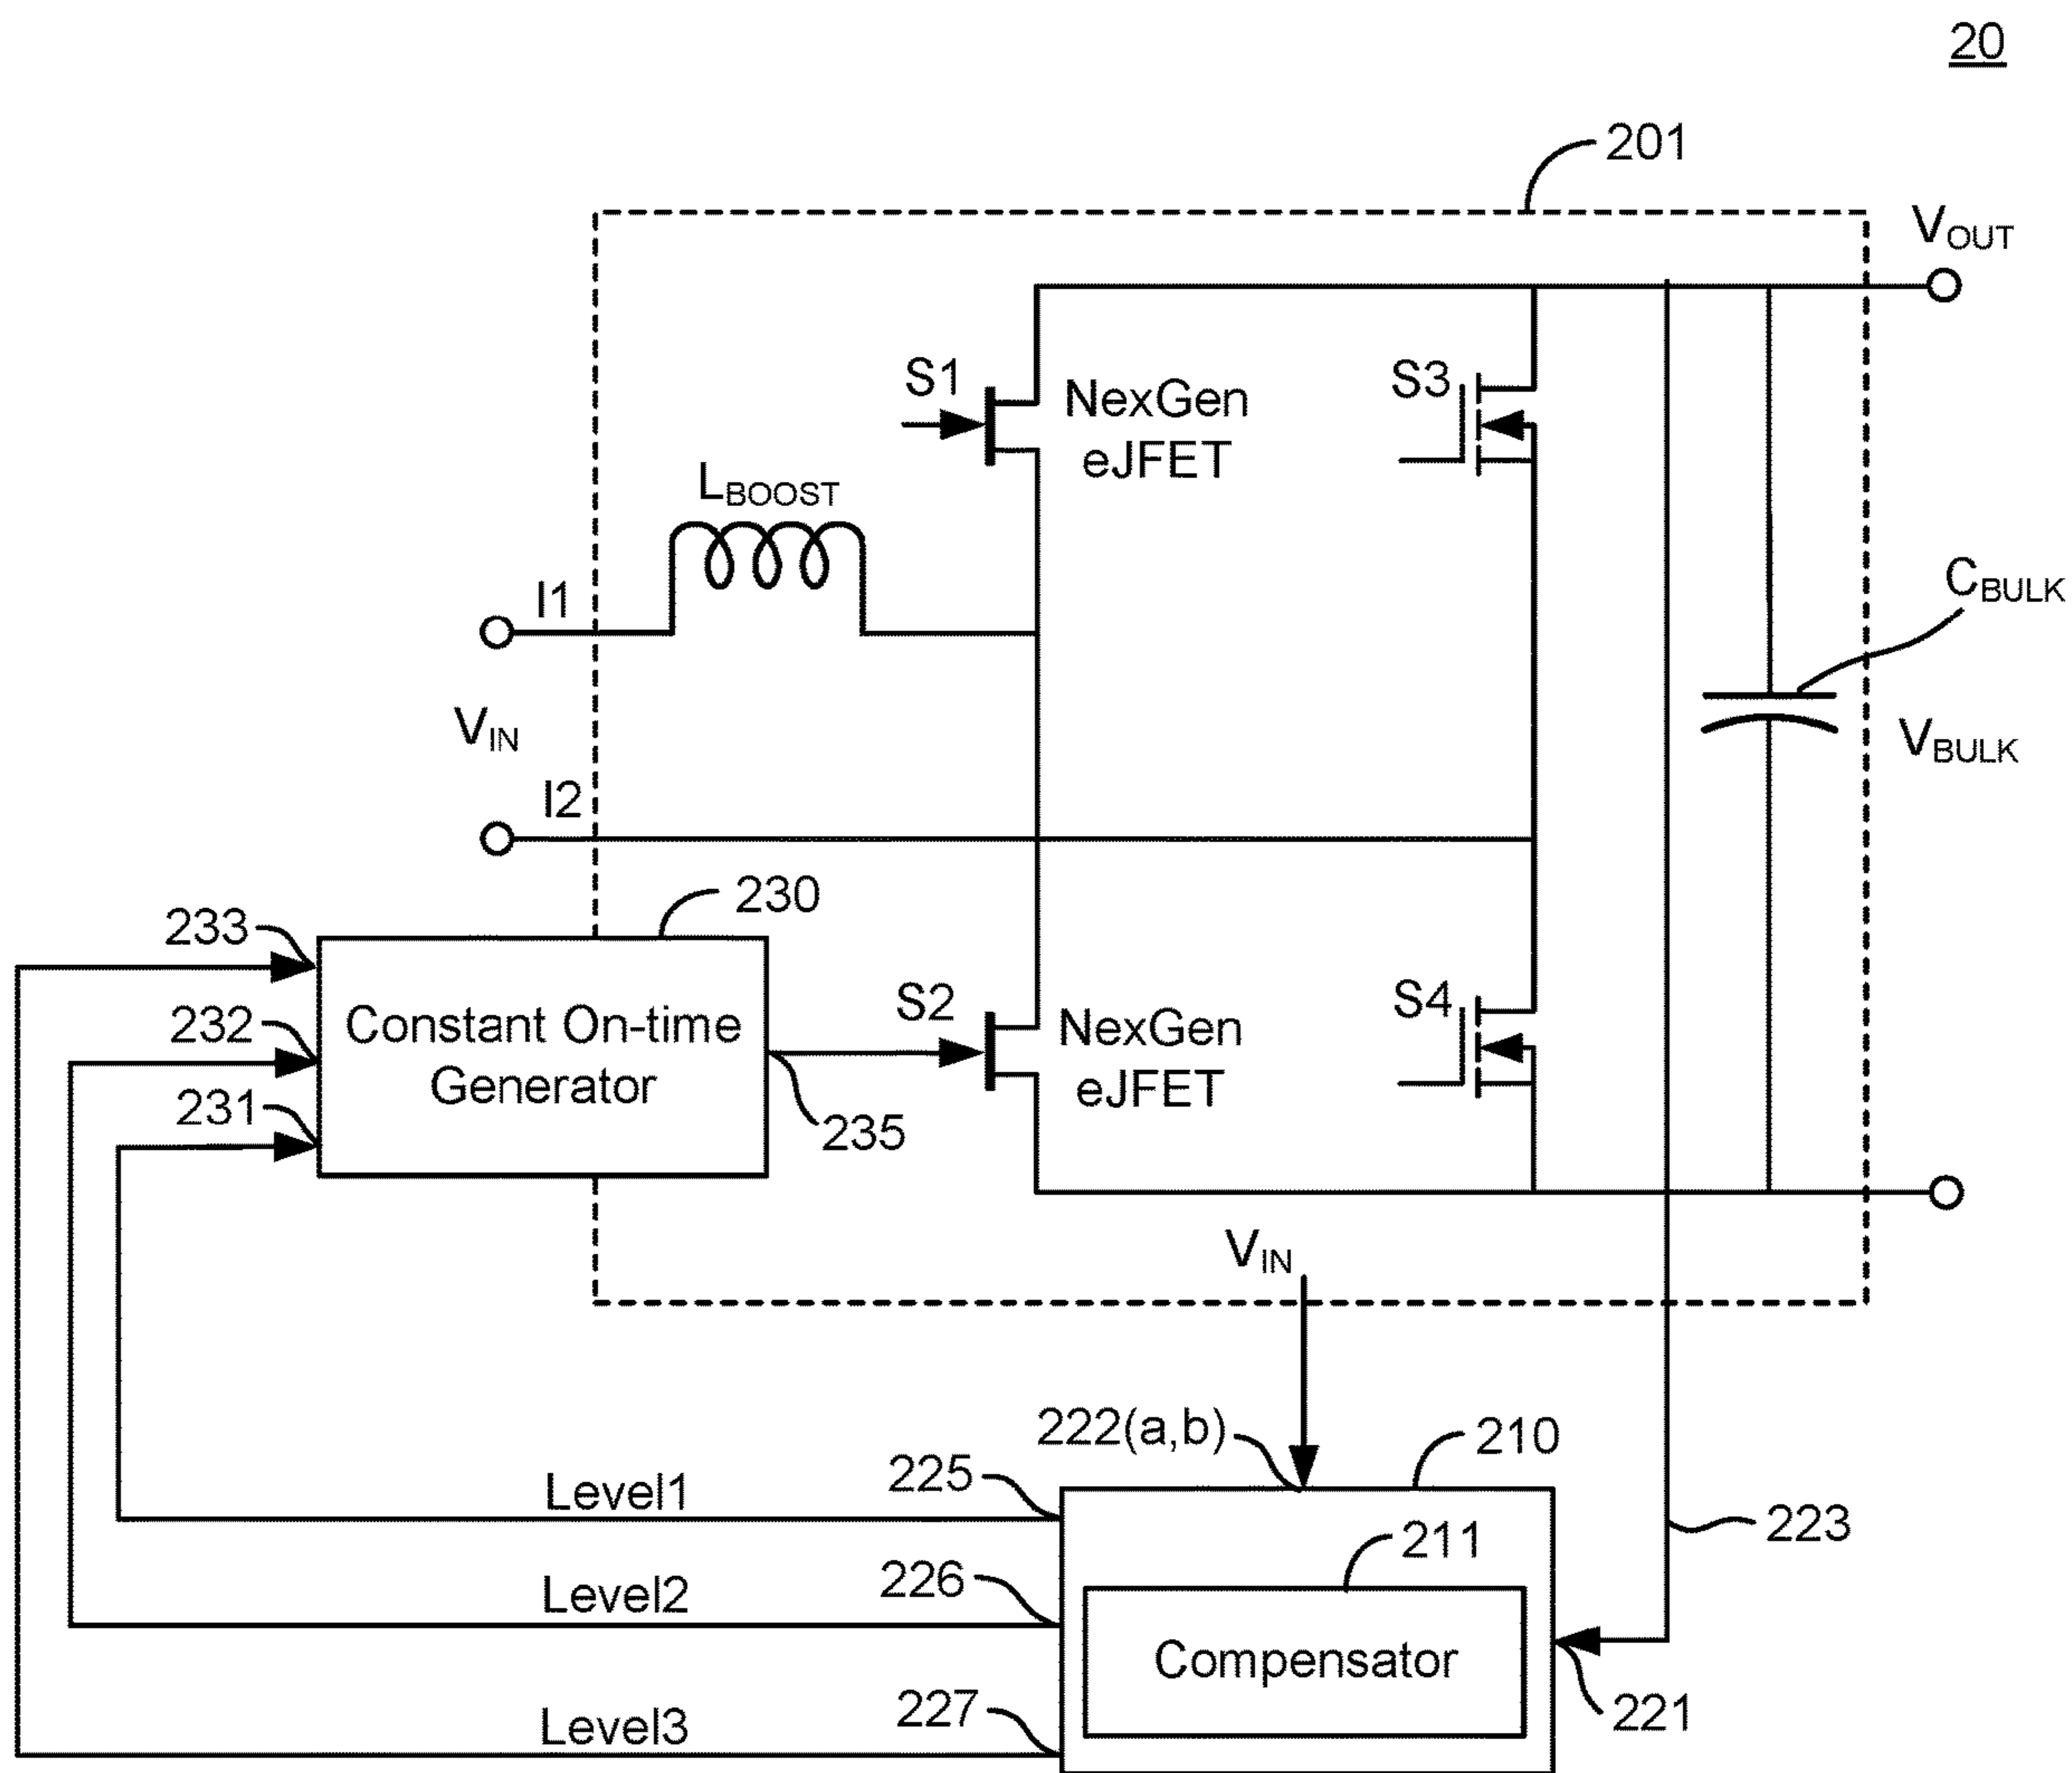 20
201
VOUT
S1
NexGen
eJFET
S3
LBOOST
I1
CBULK
VIN
VBULK
I2
230
233
Constant On-time
Generator
232
231
S2
NexGen
eJFET
S4
235
VIN
222(a,b)
210
225
Level1
223
211
226
Level2
Compensator
227
221
Level3